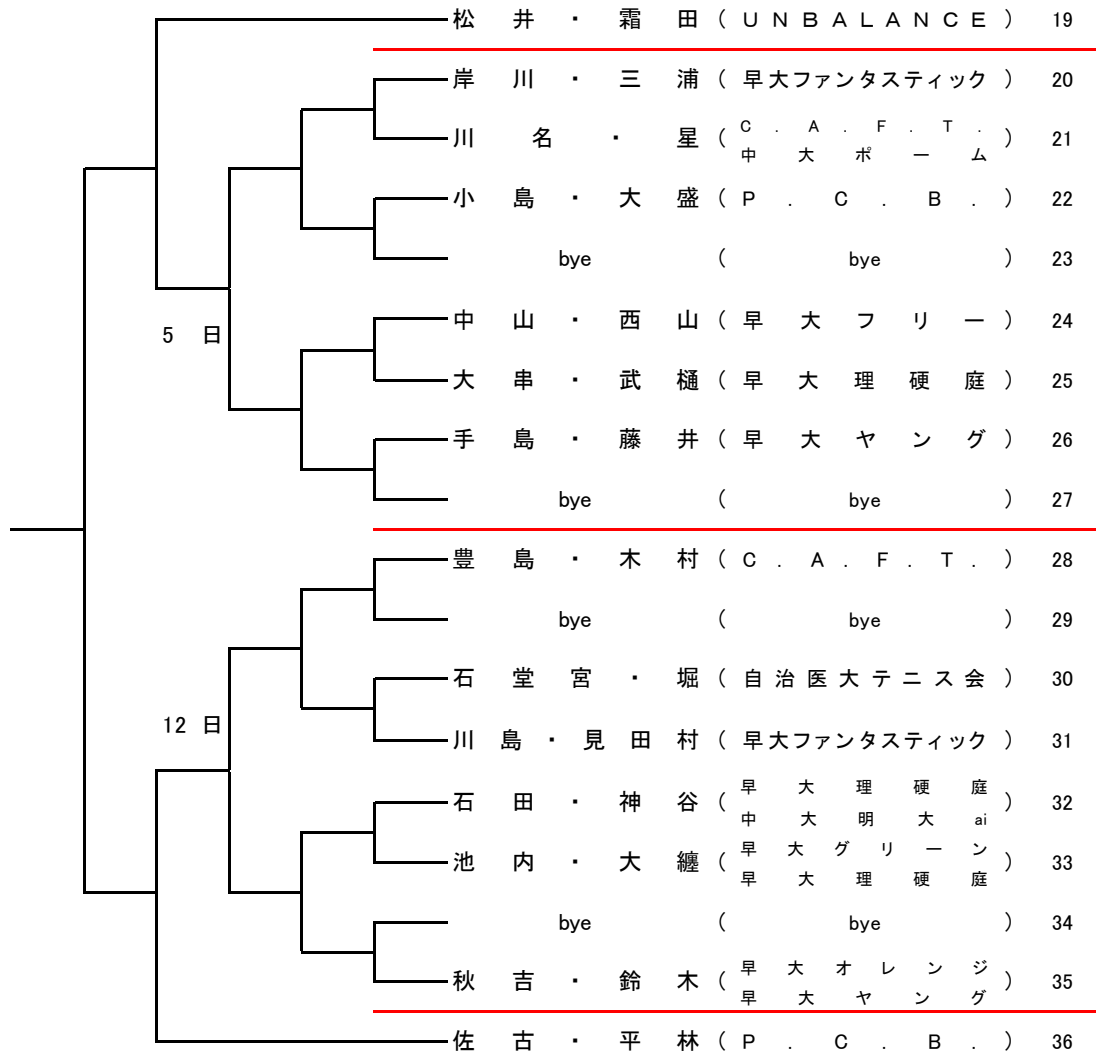 松井・霜田(UNBALANCE) 19
岸川・三浦(早大ファンタスティック) 20
川名・星(C.A.F.T. 中大ポーム) 21
小島・大盛(P.C.B.) 22
bye (bye) 23
中山・西山(早大フリー) 24
5日
大串・武樋(早大理硬庭) 25
手島・藤井(早大ヤング) 26
bye (bye) 27
豊島・木村(C.A.F.T.) 28
bye (bye) 29
石堂宮・堀(自治医大テニス会) 30
12日
川島・見田村(早大ファンタスティック) 31
石田・神谷(早大理硬庭 中大明大ai) 32
池内・大纏(早大グリーン 早大理硬庭) 33
bye (bye) 34
秋吉・鈴木(早大オレンジ 早大ヤング) 35
佐古・平林(P.C.B.) 36